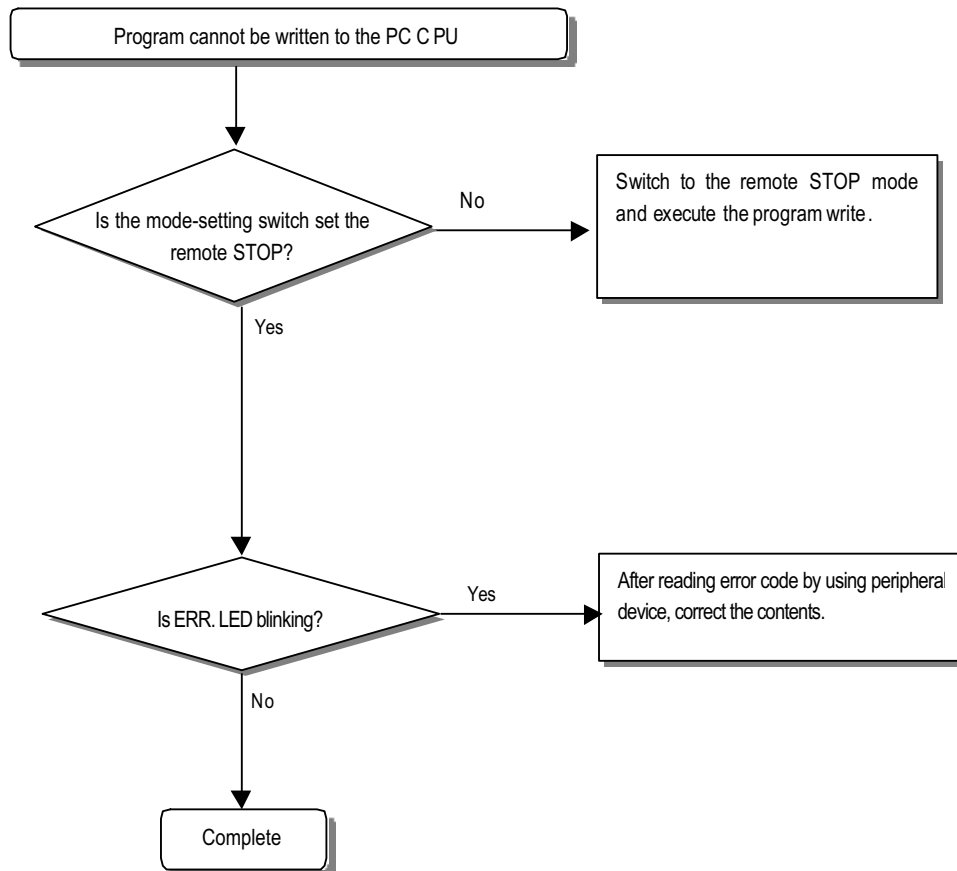 Program cannot be written to the PC C PU
Is the mode-setting switch set the
remote STOP?
No
Switch to the remote STOP mode
and execute the program write .
Yes
Is ERR. LED blinking?
Yes
After reading error code by using peripheral
device, correct the contents.
No
Complete